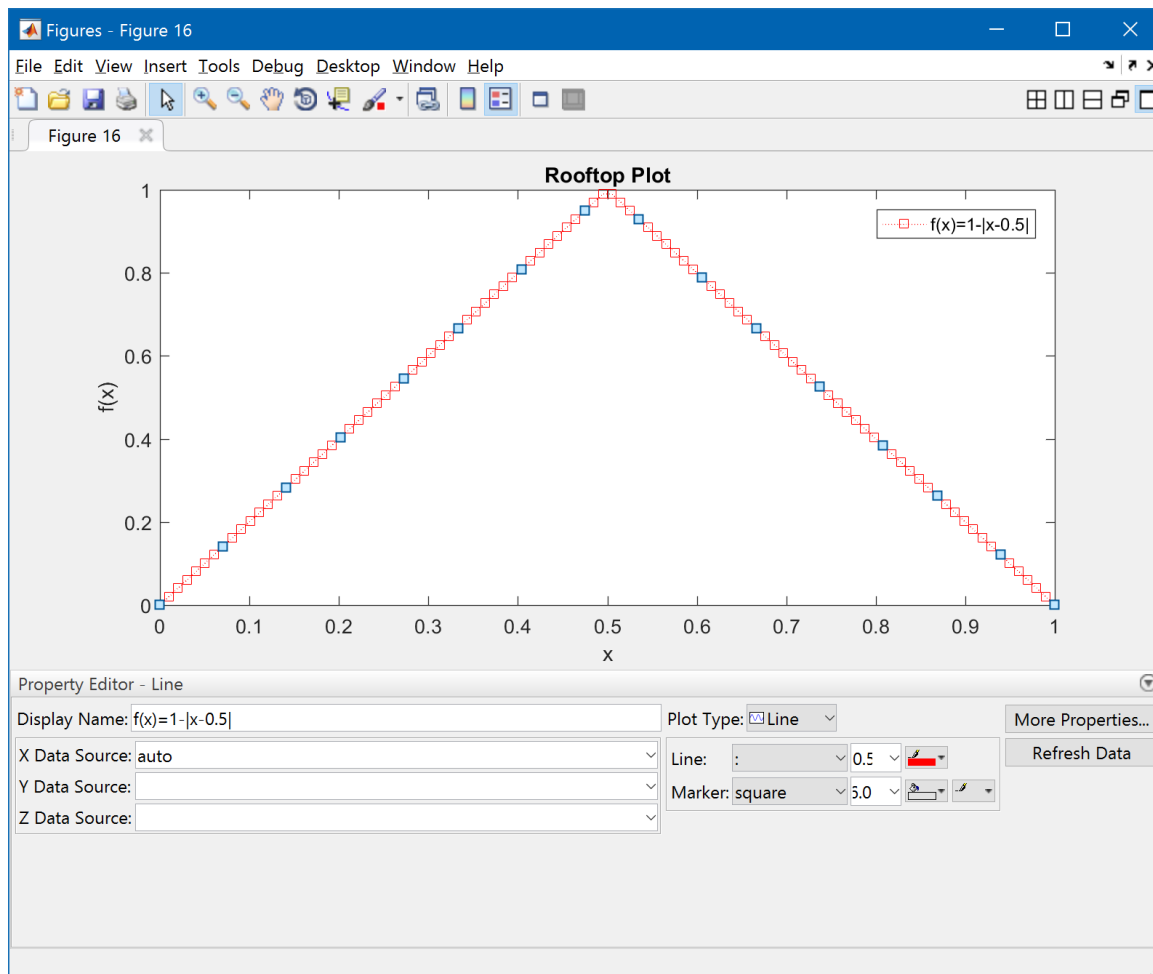 Figures - Figure 16
File Edit View Insert Tools Debug Desktop Window Help
Figure 16
Rooftop Plot
f(x)=1-|x-0.5|
1
0.8
0.6
0.4
0.2
0
f(x)
0 0.1 0.2 0.3 0.4 0.5 0.6 0.7 0.8 0.9 1
x
Property Editor - Line
Display Name: f(x)=1-|x-0.5| Plot Type: Line More Properties...
X Data Source: auto Line: : 0.5 Refresh Data
Y Data Source: Marker: square 6.0
Z Data Source: